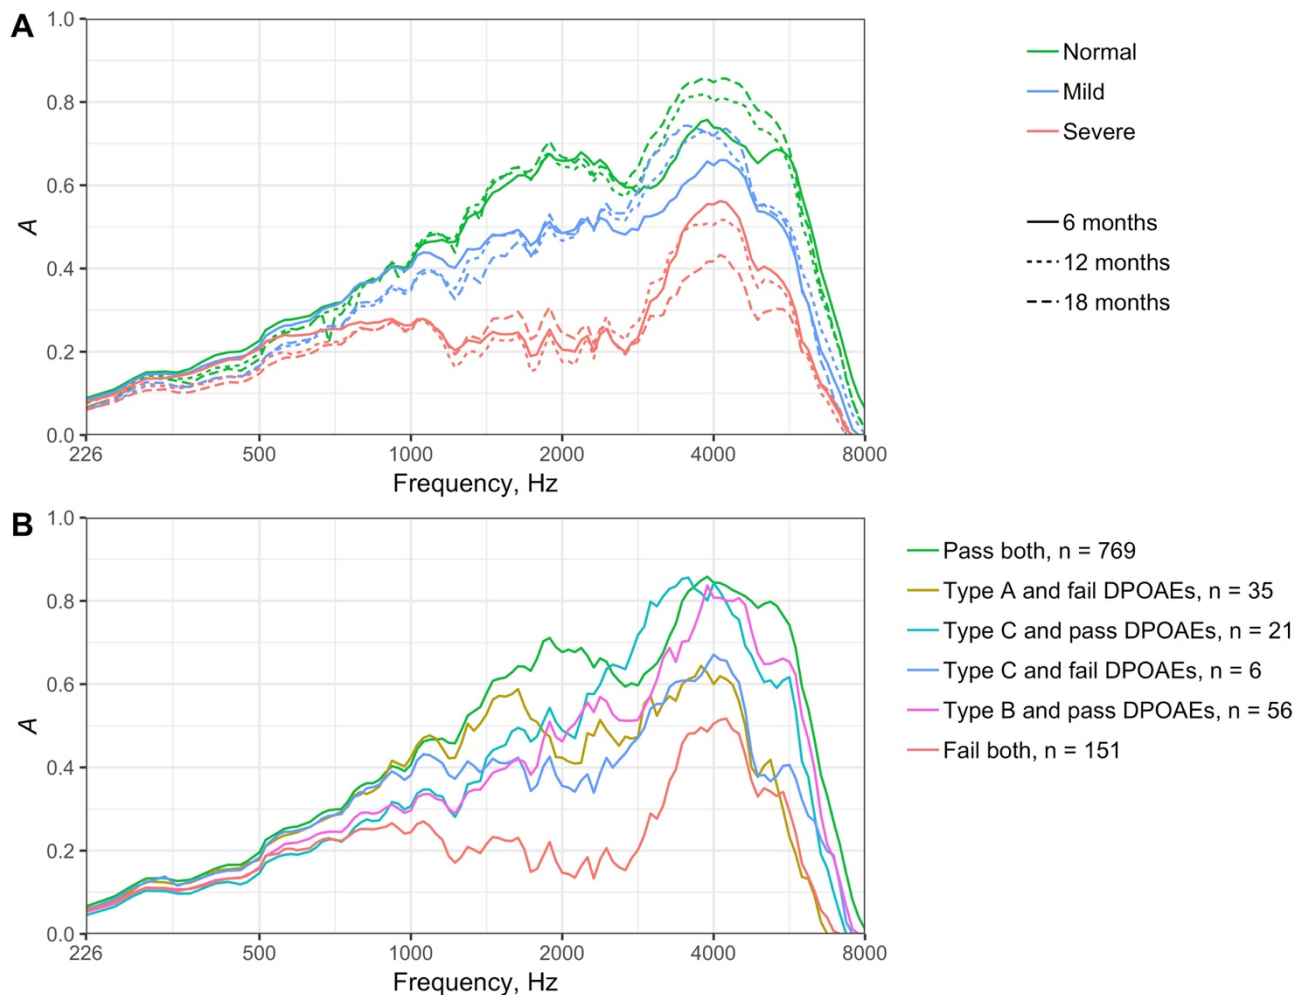 A
1.0
0.8
0.6
0.4
0.2
0.0
A
226
500
1000
2000
4000
8000
Frequency, Hz
Normal
Mild
Severe
6 months
12 months
18 months
B
1.0
0.8
0.6
0.4
0.2
0.0
A
226
500
1000
2000
4000
8000
Frequency, Hz
Pass both, n = 769
Type A and fail DPOAEs, n = 35
Type C and pass DPOAEs, n = 21
Type C and fail DPOAEs, n = 6
Type B and pass DPOAEs, n = 56
Fail both, n = 151